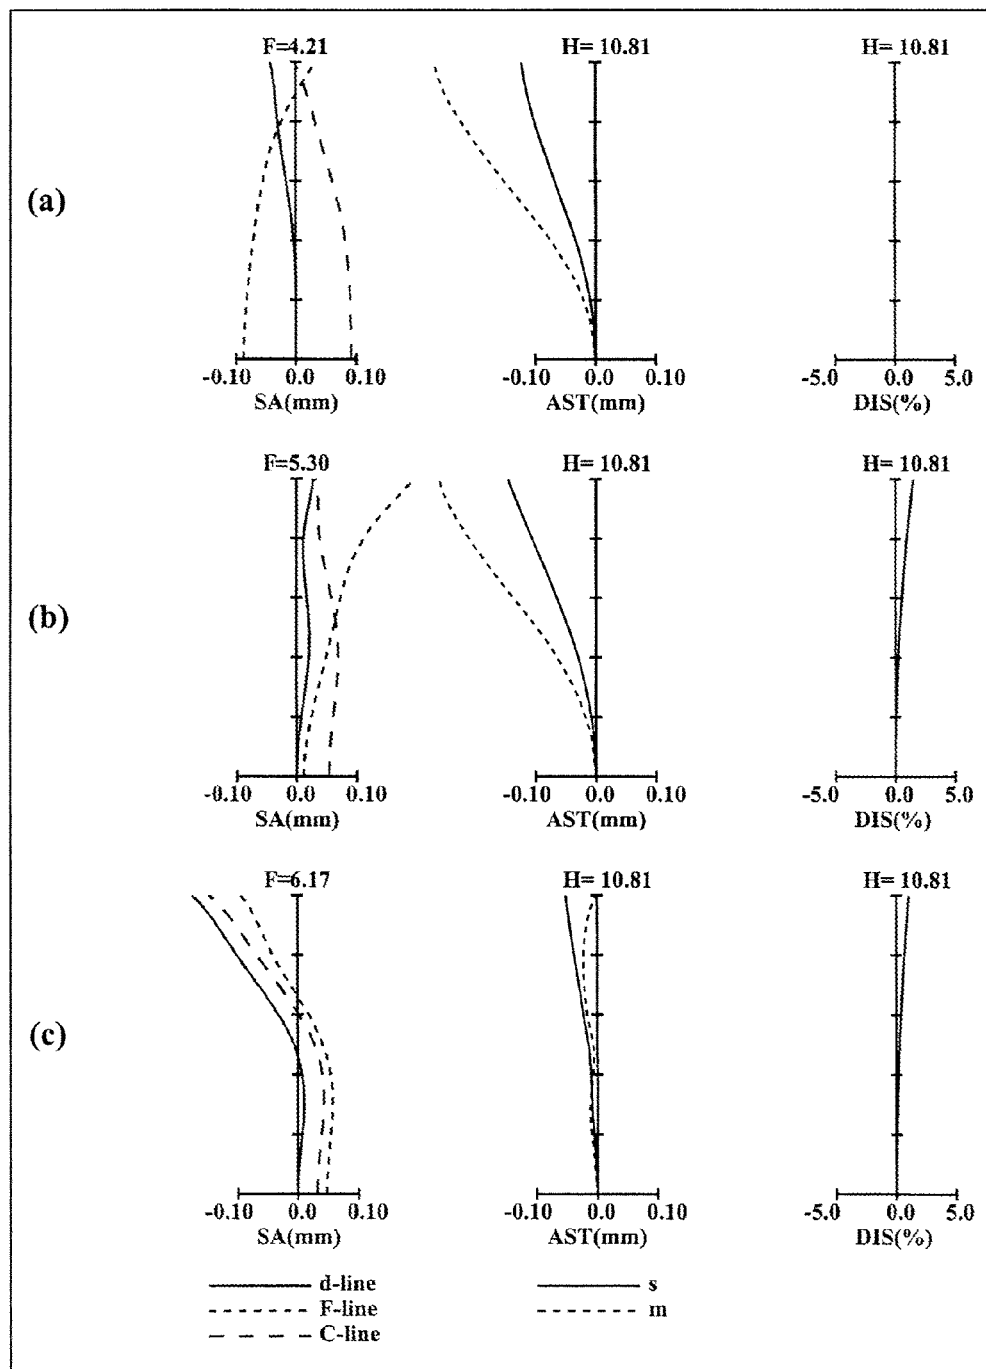 F=4.21 H= 10.81 H= 10.81
(a)
-0.10 0.0 0.10 -0.10 0.0 0.10 -5.0 0.0 5.0
SA(mm) AST(mm) DIS(%)
F=5.30 H= 10.81 H= 10.81
(b)
-0.10 0.0 0.10 -0.10 0.0 0.10 -5.0 0.0 5.0
SA(mm) AST(mm) DIS(%)
F=6.17 H= 10.81 H= 10.81
(c)
-0.10 0.0 0.10 -0.10 0.0 0.10 -5.0 0.0 5.0
SA(mm) AST(mm) DIS(%)
d-line s
F-line m
C-line